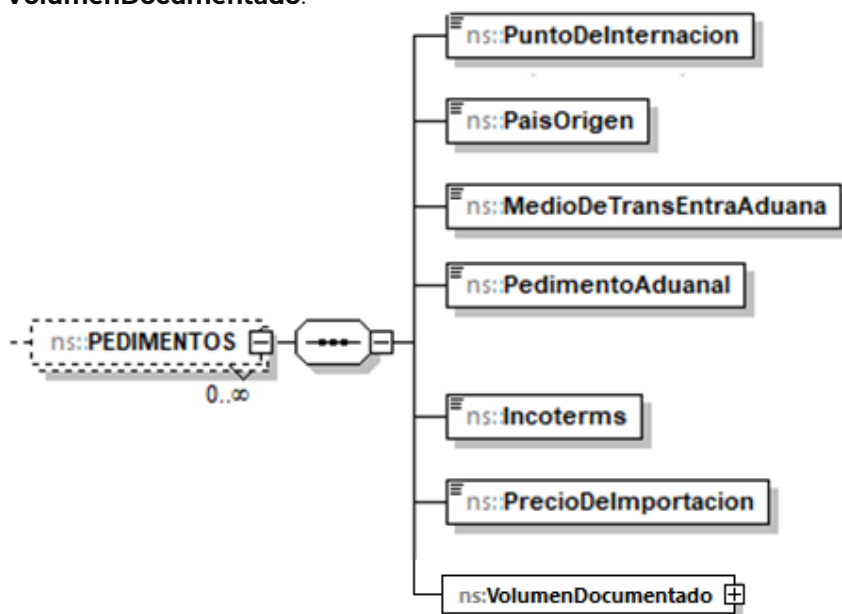 VolumenDocumentado.
ns::PuntoDeInternacion
ns::PaisOrigen
ns::MedioDeTransEntraAduana
ns::PedimentoAduanal
ns::PEDIMENTOS
0..∞
ns::Incoterms
ns::PrecioDeImportacion
ns:VolumenDocumentado